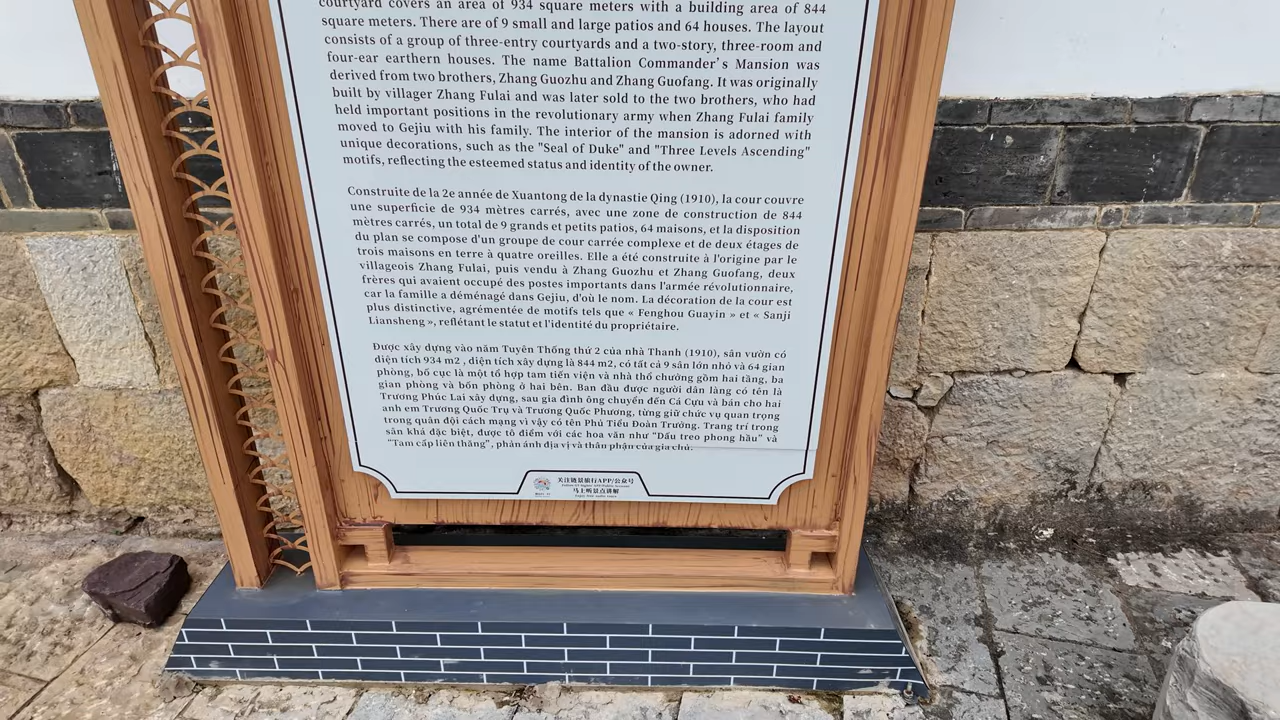 courtyard covers an area of 934 square meters with a building area of 844
square meters. There are of 9 small and large patios and 64 houses. The layout
consists of a group of three-entry courtyards and a two-story, three-room and
four-ear earthern houses. The name Battalion Commander's Mansion was
derived from two brothers, Zhang Guozhu and Zhang Guofang. It was originally
built by villager Zhang Fulai and was later sold to the two brothers, who had
held important positions in the revolutionary army when Zhang Fulai family
moved to Gejiu with his family. The interior of the mansion is adorned with
unique decorations, such as the "Seal of Duke" and "Three Levels Ascending"
motifs, reflecting the esteemed status and identity of the owner.
Construite de la 2e année de Xuantong de la dynastie Qing (1910), la cour couvre
une superficie de 934 mètres carrés, avec une zone de construction de 844
mètres carrés, un total de 9 grands et petits patios, 64 maisons, et la disposition
du plan se compose d'un groupe de cour carrée complexe et de deux étages de
trois maisons en terre à quatre oreilles. Elle a été construite à l'origine par le
villageois Zhang Fulai, puis vendu à Zhang Guozhu et Zhang Guofang, deux
frères qui avaient occupé des postes importants dans l'armée révolutionnaire,
car la famille a déménagé dans Gejiu, d'où le nom. La décoration de la cour est
plus distinctive, agrémentée de motifs tels que « Fenghou Guayin » et « Sanji
Liansheng », reflétant le statut et l'identité du propriétaire.
Được xây dựng vào năm Tuyên Thống thứ 2 của nhà Thanh (1910), sân vườn có
diện tích 934 m2 , diện tích xây dựng là 844 m2, có tất cả 9 sân lớn nhỏ và 64 gian
phòng, bố cục là một tổ hợp tam tiến viện và nhà thổ chưởng gồm hai tầng, ba
gian phòng và bốn phòng ở hai bên. Ban đầu được người dân làng có tên là
Trương Phúc Lai xây dựng, sau gia đình ông chuyển đến Cá Cựu và bán cho hai
anh em Trương Quốc Trụ và Trương Quốc Phương, từng giữ chức vụ quan trọng
trong quân đội cách mạng vì vậy có tên Phủ Tiểu Đoàn Trưởng. Trang trí trong
sân khá đặc biệt, được tô điểm với các hoa văn như "Dấu treo phong hầu" và
"Tam cấp liên thăng", phản ánh địa vị và thân phận của gia chủ.
关注链景旅行APP/公众号
马上听景点讲解